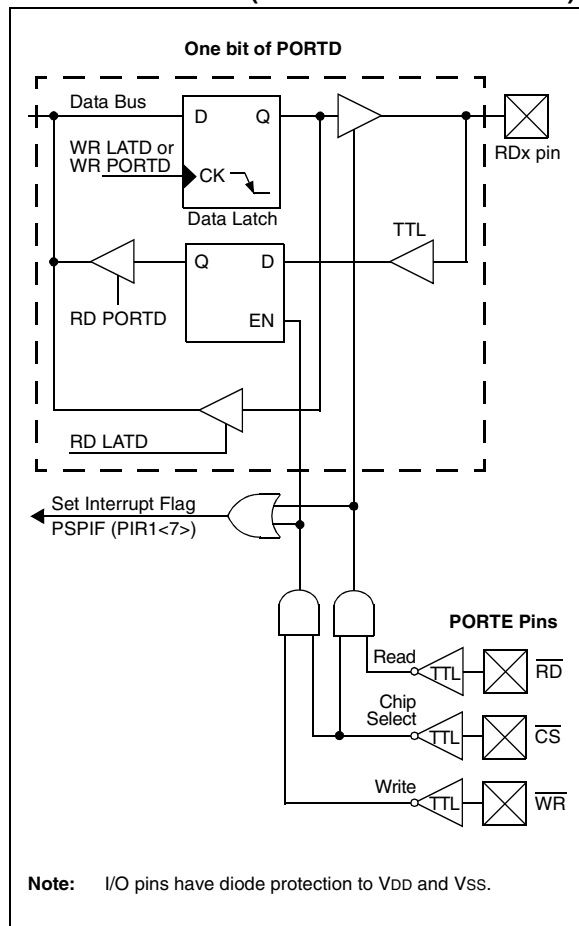 One bit of PORTD
Data Bus
D Q
WR LATD or
WR PORTD
CK
Data Latch
RDx pin
TTL
Q D
EN
RD PORTD
RD LATD
Set Interrupt Flag
PSPIF (PIR1<7>)
PORTE Pins
Read
TTL
RD
Chip
Select
TTL
CS
Write
TTL
WR
Note: I/O pins have diode protection to VDD and VSS.